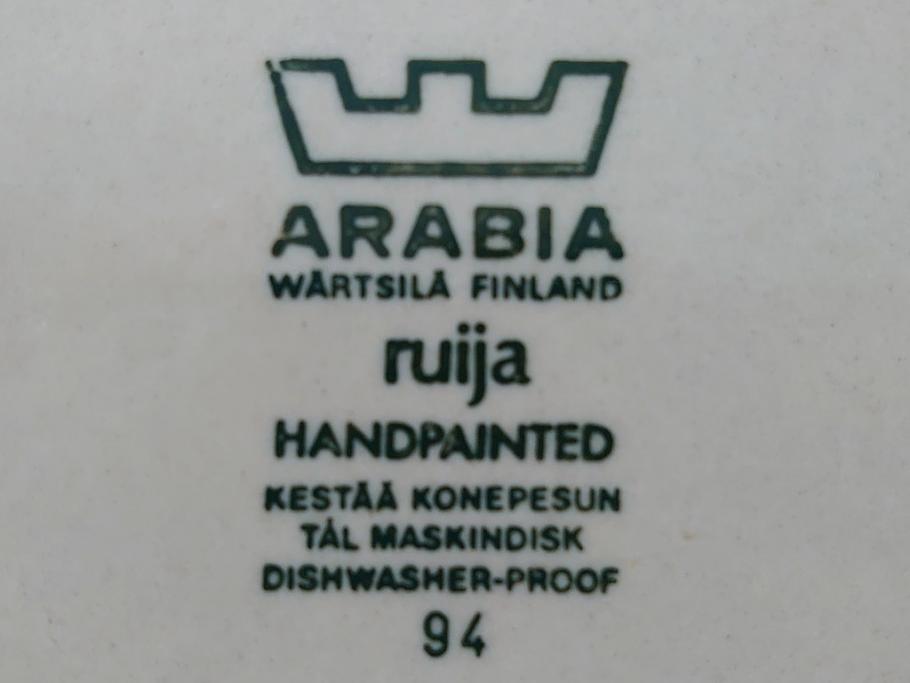 ARABIA
WÄRTSILÄ FINLAND
ruija
HANDPAINTED
KESTÄÄ KONEPESUN
TÅL MASKINDISK
DISHWASHER-PROOF
94